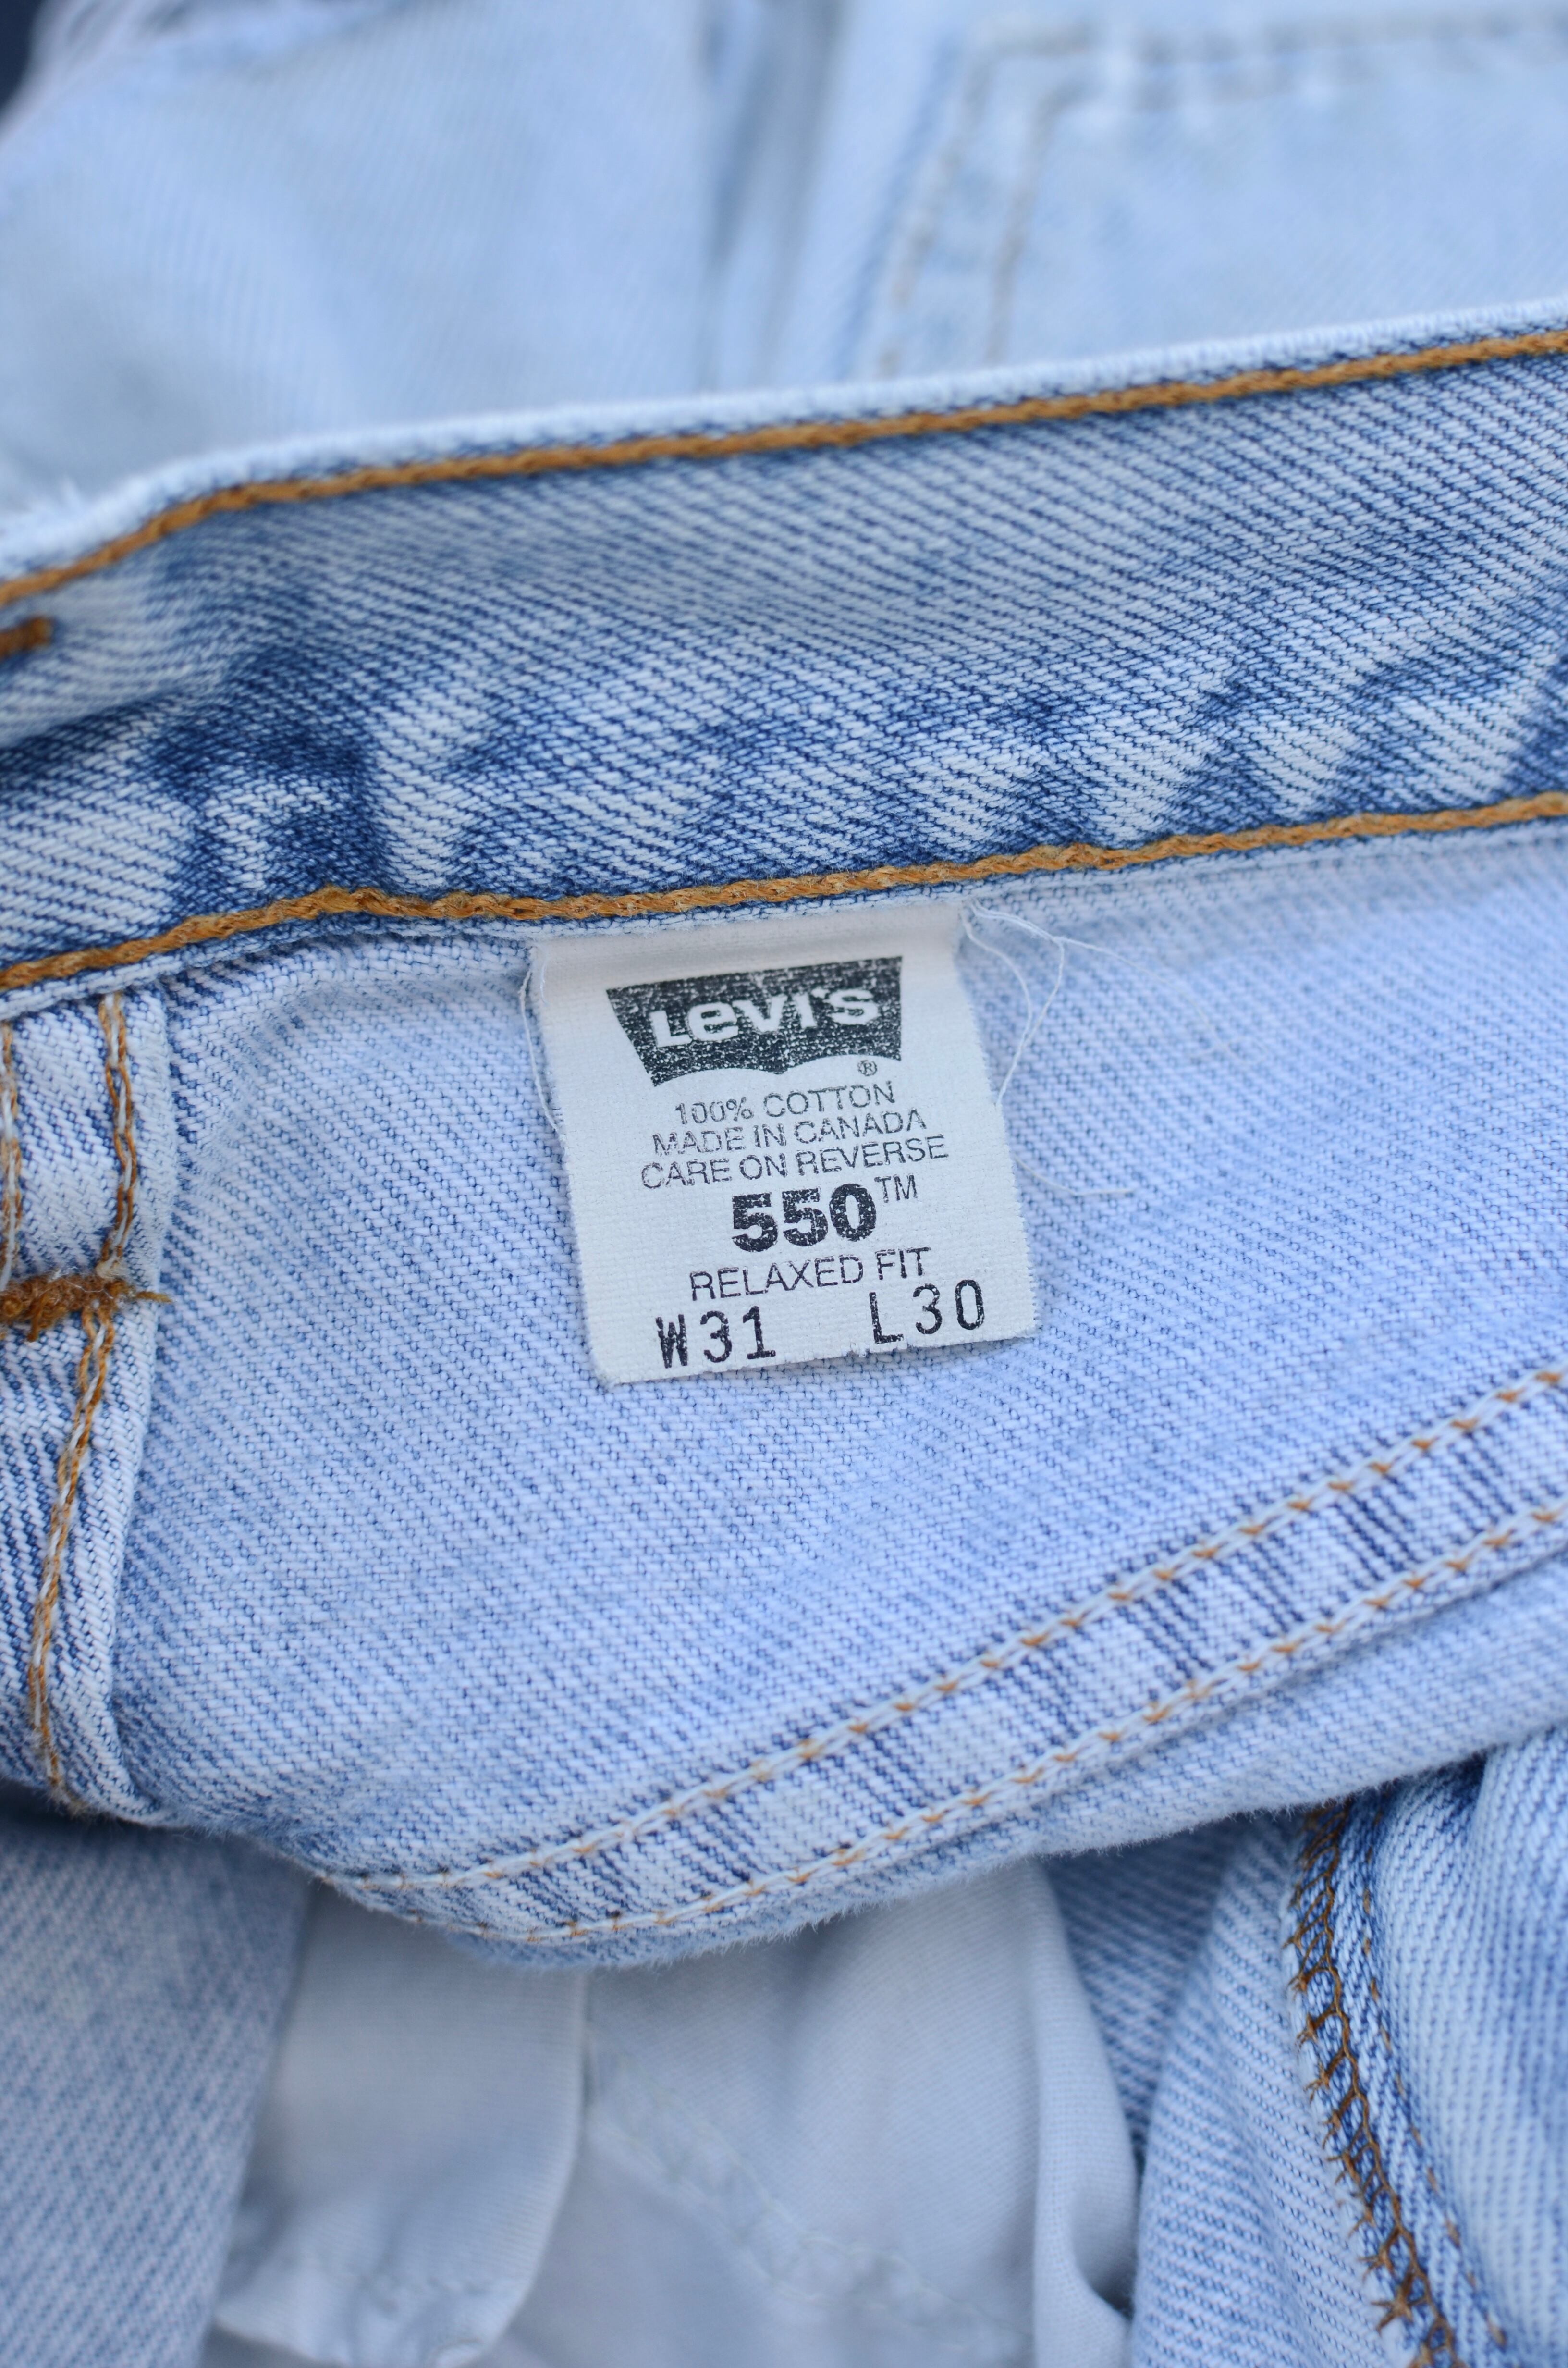 Levi's
®
100% COTTON
MADE IN CANADA
CARE ON REVERSE
550™
RELAXED FIT
W31 L30